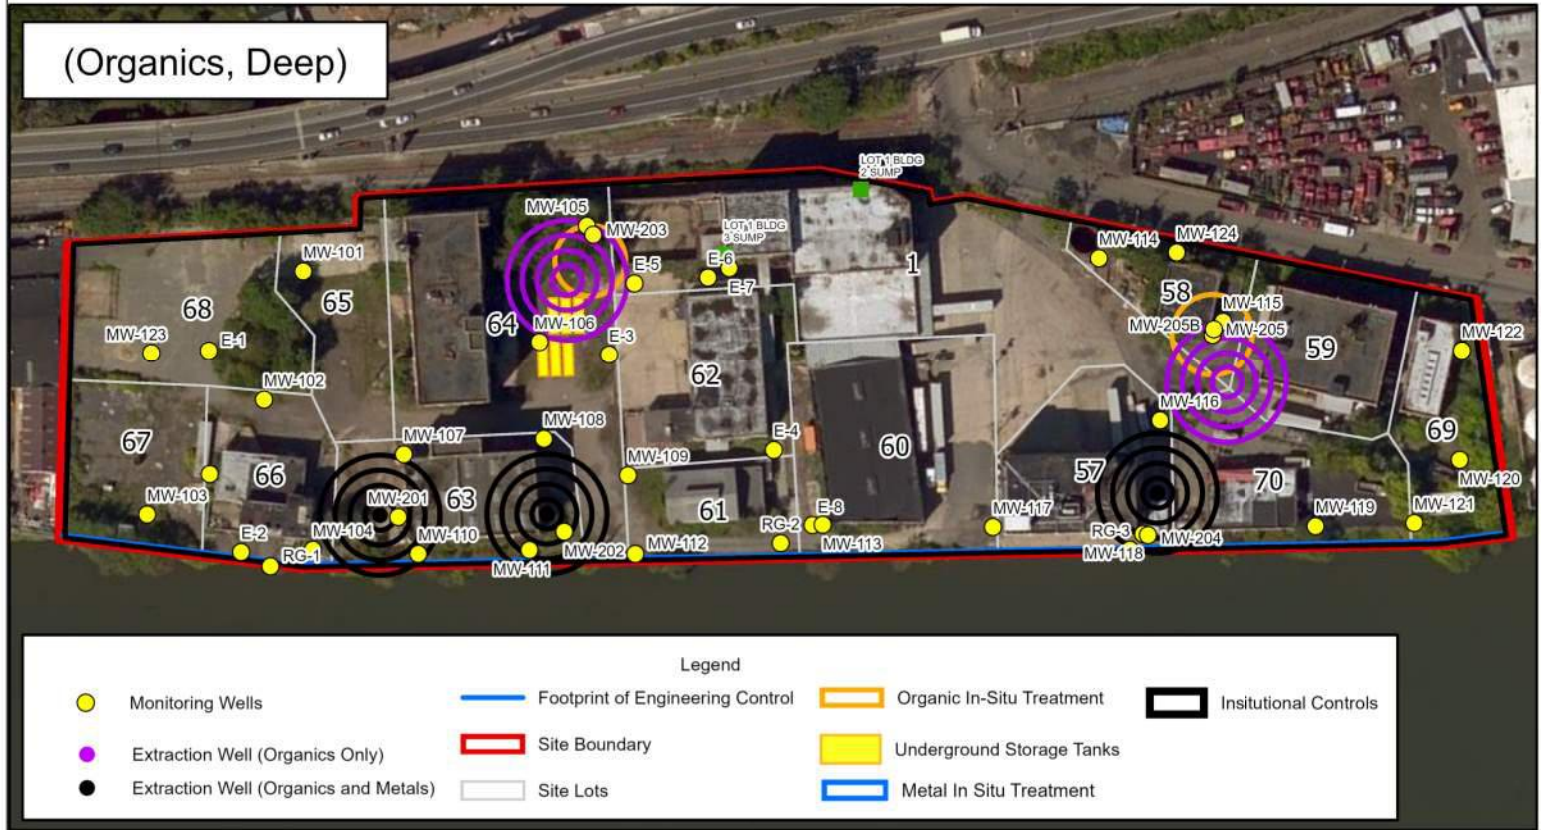 (Organics, Deep)
LOT 1 BLDG
2 SUMP
MW-105
MW-203
LOT 1 BLDG
3 SUMP
MW-114
MW-124
MW-101
E-5
E-6
E-7
1
68
65
58
MW-115
MW-123
E-1
64
MW-106
E-3
MW-205B
MW-205
59
MW-122
62
MW-102
MW-116
67
MW-107
MW-108
E-4
60
69
66
MW-109
57
70
MW-120
MW-103
MW-201
63
61
E-8
MW-117
MW-119
MW-121
E-2
MW-104
MW-110
RG-2
RG-3
RG-1
MW-202
MW-112
MW-113
MW-204
MW-111
MW-118
Legend
Monitoring Wells
Extraction Well (Organics Only)
Extraction Well (Organics and Metals)
Footprint of Engineering Control
Site Boundary
Site Lots
Organic In-Situ Treatment
Underground Storage Tanks
Metal In Situ Treatment
Insitutional Controls